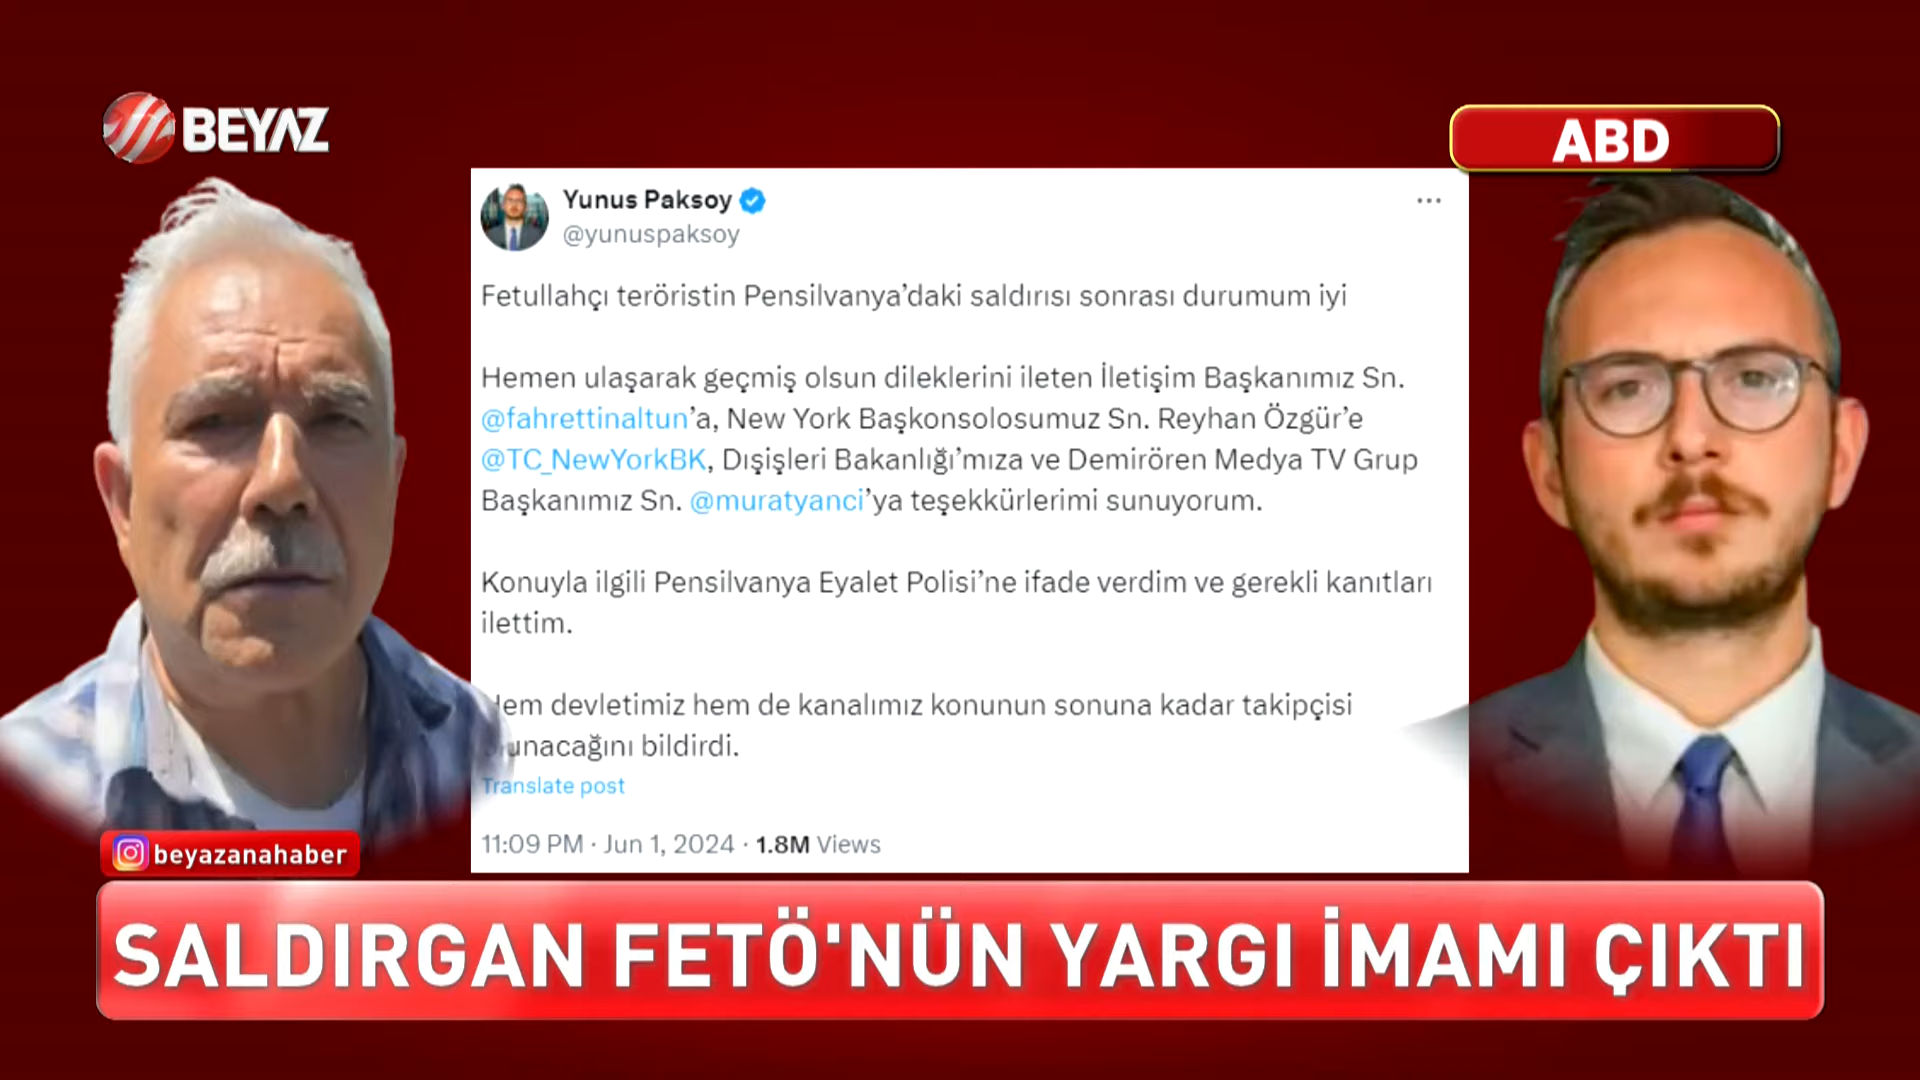 BEYAZ
ABD
Yunus Paksoy
@yunuspaksoy
Fetullahçı teröristin Pensilvanya’daki saldırısı sonrası durumum iyi
Hemen ulaşarak geçmiş olsun dileklerini ileten İletişim Başkanımız Sn.
@fahrettinaltun’a, New York Başkonsolosumuz Sn. Reyhan Özgür’e
@TC_NewYorkBK, Dışişleri Bakanlığı’mıza ve Demirören Medya TV Grup
Başkanımız Sn. @muratyanci’ya teşekkürlerimi sunuyorum.
Konuyla ilgili Pensilvanya Eyalet Polisi’ne ifade verdim ve gerekli kanıtları
ilettim.
Hem devletimiz hem de kanalımız konunun sonuna kadar takipçisi
bildirdi.
Translate post
11:09 PM · Jun 1, 2024 · 1.8M Views
beyazanahaber
SALDIRGAN FETÖ'NÜN YARGI İMAMI ÇIKTI